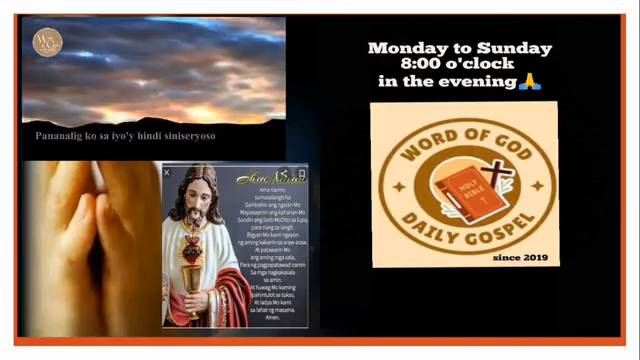 Pananalig ko sa iyo'y hindi siniseryoso
Ama Namin
Ama namin,
sumasalangit Ka
Sambahin ang ngalan Mo
Mapasaamin ang kaharian Mo
Sundin ang loob Mo
Dito sa lupa,
para nang sa langit.
Bigyan Mo kami ngayon
ng aming kakanin sa araw-araw.
At patawarin Mo
ang aming mga sala,
Para ng pagpapatawad namin
Sa mga nagkakasala
sa amin.
At huwag Mo kaming
pahintulot sa tukso,
At iadya Mo kami
sa lahat ng masama.
Amen.
Monday to Sunday
8:00 o'clock
in the evening🙏
WORD OF GOD
HOLY
BIBLE
DAILY GOSPEL
since 2019